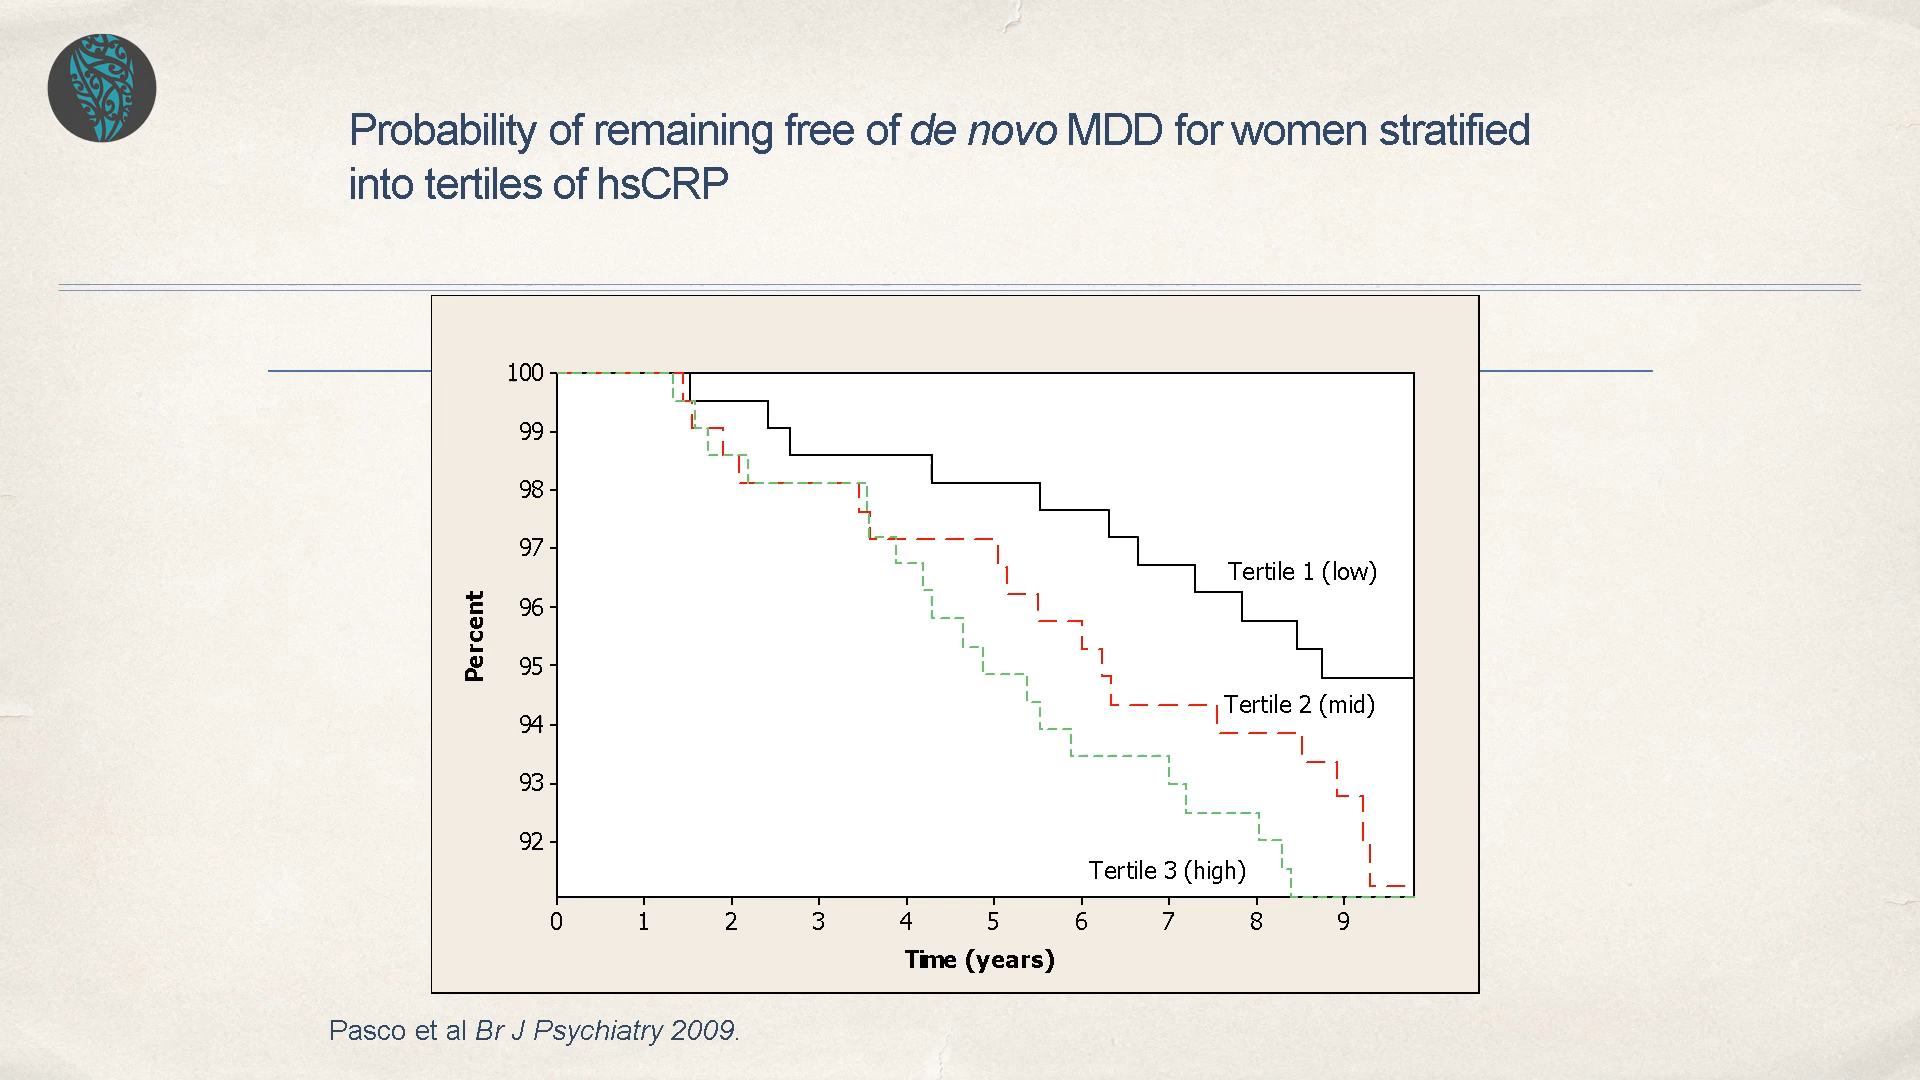 Probability of remaining free of de novo MDD for women stratified
into tertiles of hsCRP
100
99
98
97
96
95
94
93
92
Percent
Tertile 1 (low)
Tertile 2 (mid)
Tertile 3 (high)
0 1 2 3 4 5 6 7 8 9
Time (years)
Pasco et al Br J Psychiatry 2009.